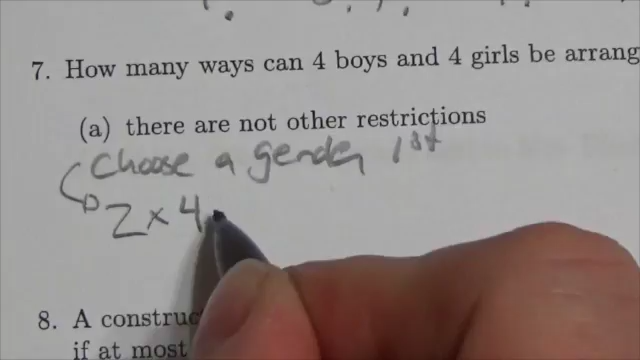 7. How many ways can 4 boys and 4 girls be arrang
(a) there are not other restrictions
Choose a gender 1st
2 x 4
8. A construc
if at most